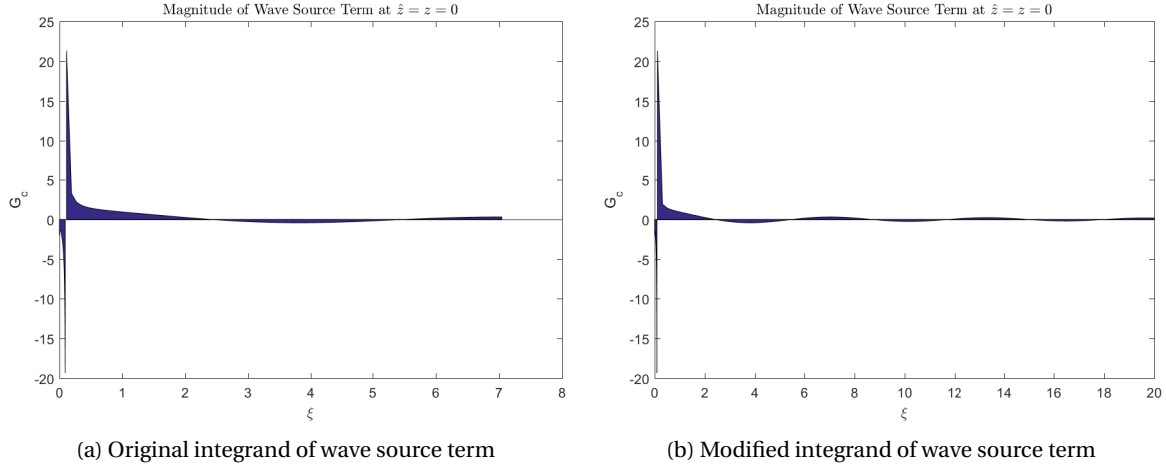 Magnitude of Wave Source Term at ẑ = z = 0
25
20
15
10
5
0
-5
-10
-15
-20
G_c
0 1 2 3 4 5 6 7 8
ξ
(a) Original integrand of wave source term
Magnitude of Wave Source Term at ẑ = z = 0
25
20
15
10
5
0
-5
-10
-15
-20
G_c
0 2 4 6 8 10 12 14 16 18 20
ξ
(b) Modified integrand of wave source term